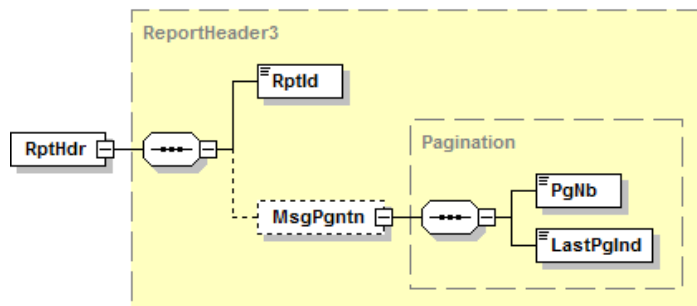 ReportHeader3
RptId
RptHdr
Pagination
PgNb
MsgPgntn
LastPgInd